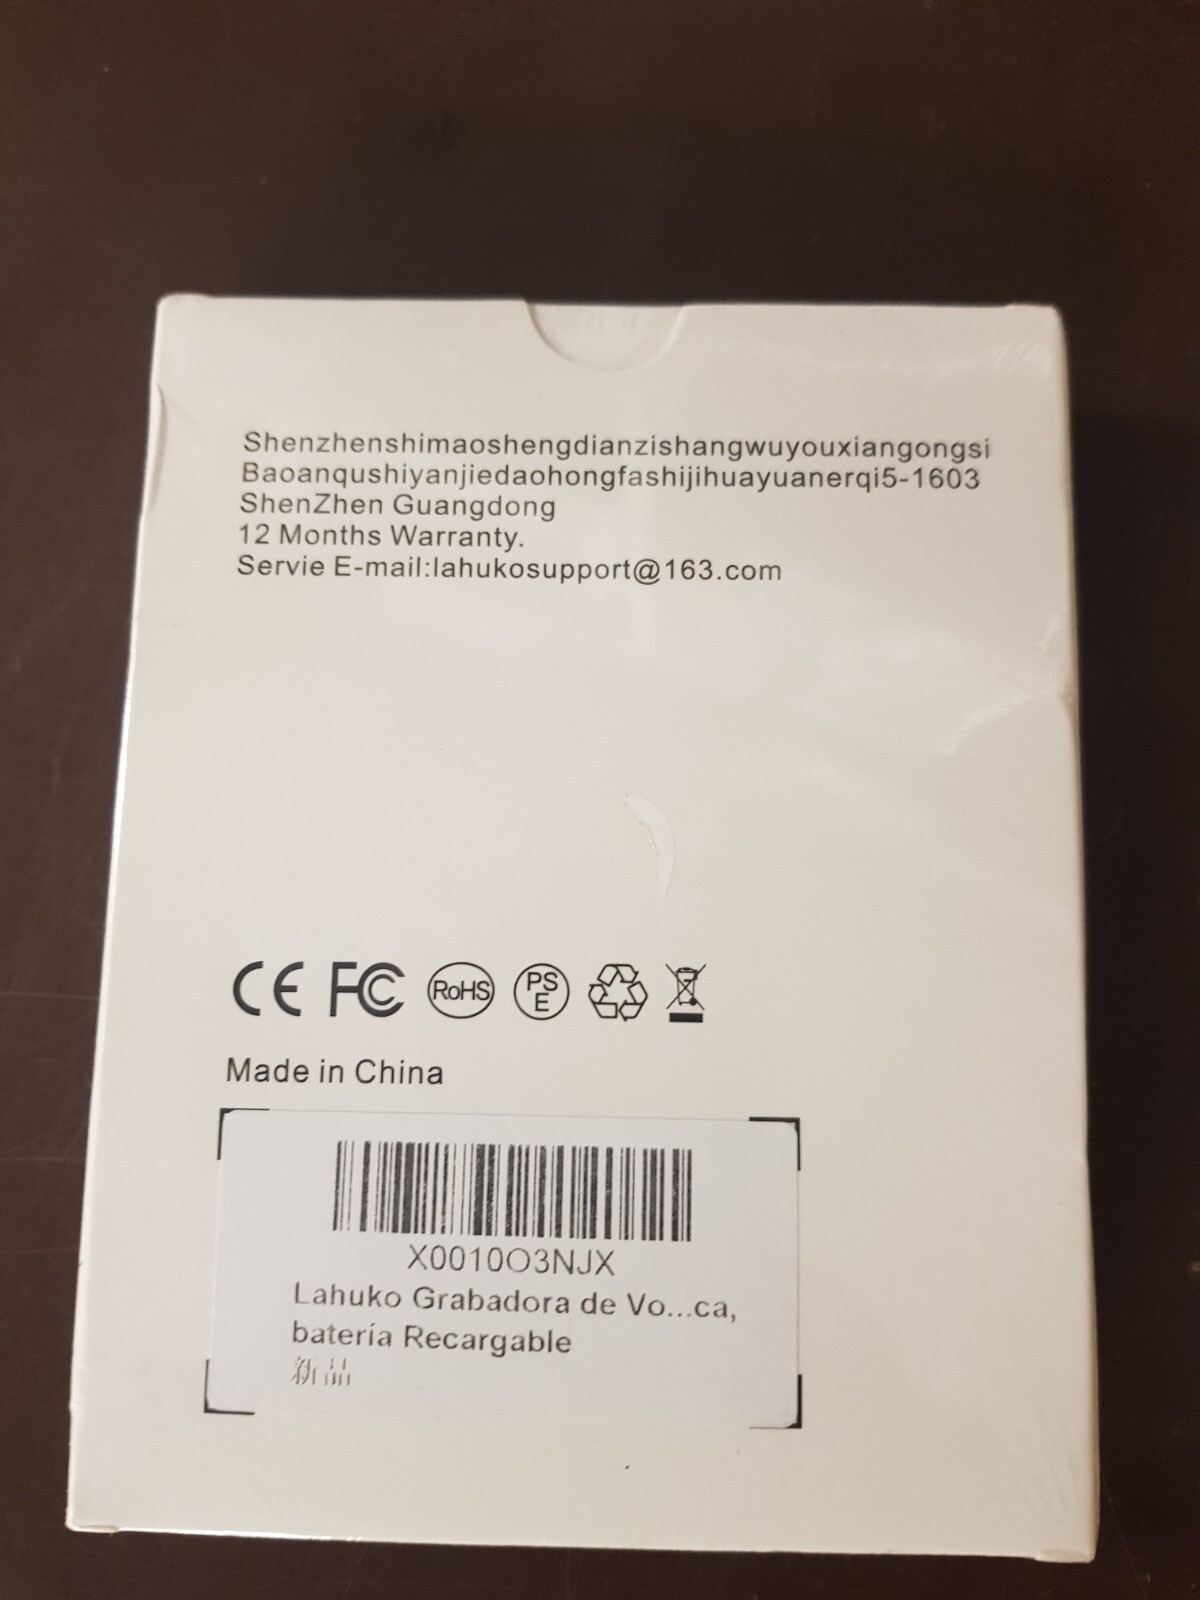 Shenzhenshimaoshengdianzishangwuyouxiangongsi
Baoanqushiyanjiedaohongfashijihuayuanerqi5-1603
ShenZhen Guangdong
12 Months Warranty.
Servie E-mail:lahukosupport@163.com
CE FC RoHS PS E
Made in China
X0010O3NJX
Lahuko Grabadora de Vo...ca,
batería Recargable
新品